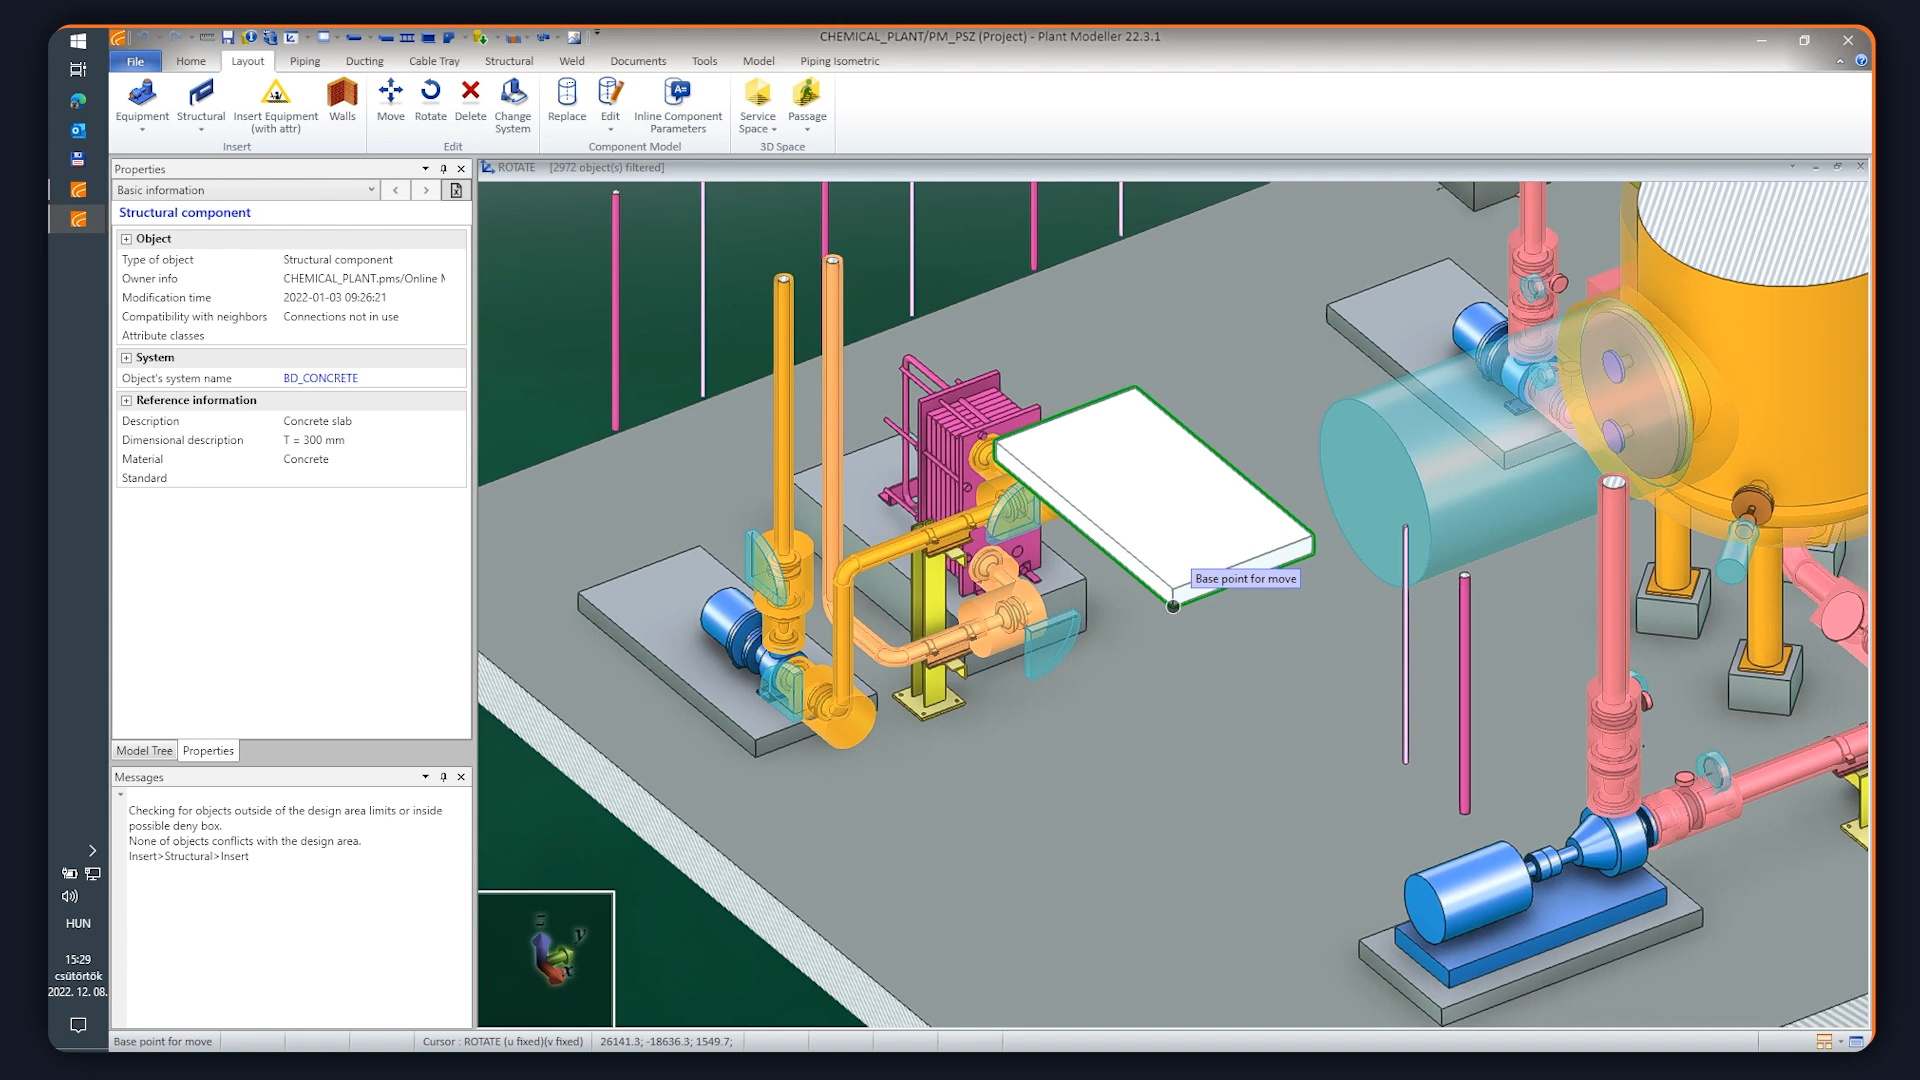 CHEMICAL_PLANT/PM_PSZ (Project) - Plant Modeller 22.3.1
File
Home
Layout
Piping
Ducting
Cable Tray
Structural
Weld
Documents
Tools
Model
Piping Isometric
Equipment
Structural
Insert Equipment
(with attr)
Walls
Move
Rotate
Delete
Change
System
Replace
Edit
Inline Component
Parameters
Service
Space
Passage
Insert
Edit
Component Model
3D Space
Properties
Basic information
Structural component
Object
Type of object Structural component
Owner info CHEMICAL_PLANT.pms/Online
Modification time 2022-01-03 09:26:21
Compatibility with neighbors Connections not in use
Attribute classes
System
Object's system name BD_CONCRETE
Reference information
Description Concrete slab
Dimensional description T = 300 mm
Material Concrete
Standard
Model Tree
Properties
Messages
Checking for objects outside of the design area limits or inside
possible deny box.
None of objects conflicts with the design area.
Insert>Structural>Insert
ROTATE [2972 object(s) filtered]
Base point for move
z
y
x
HUN
15:29
csütörtök
2022. 12. 08.
Base point for move
Cursor : ROTATE (u fixed)(v fixed)
26141.3; -18636.3; 1549.7;